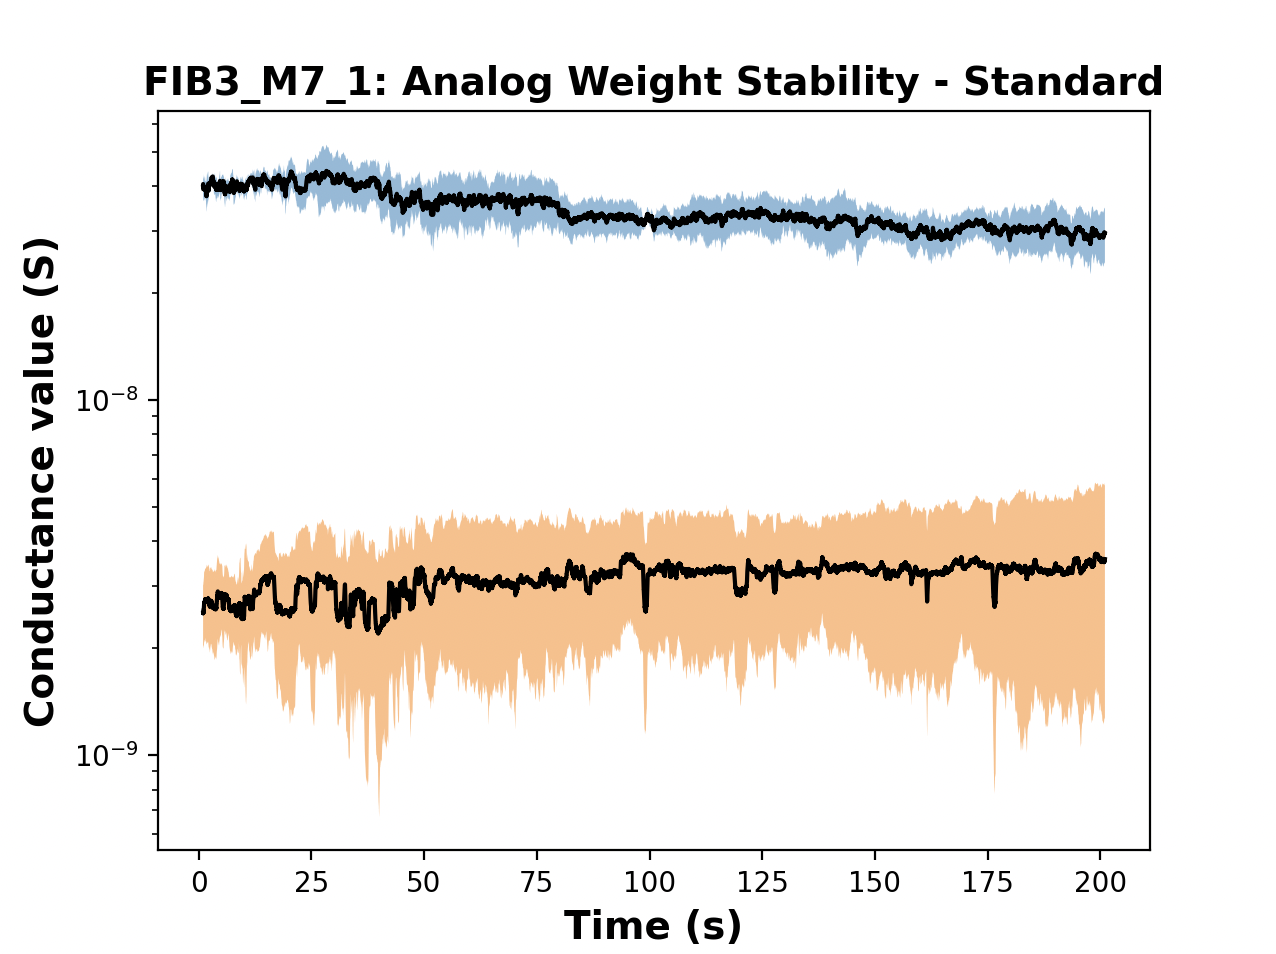 FIB3_M7_1: Analog Weight Stability - Standard
Conductance value (S)
10⁻⁸
10⁻⁹
0 25 50 75 100 125 150 175 200
Time (s)